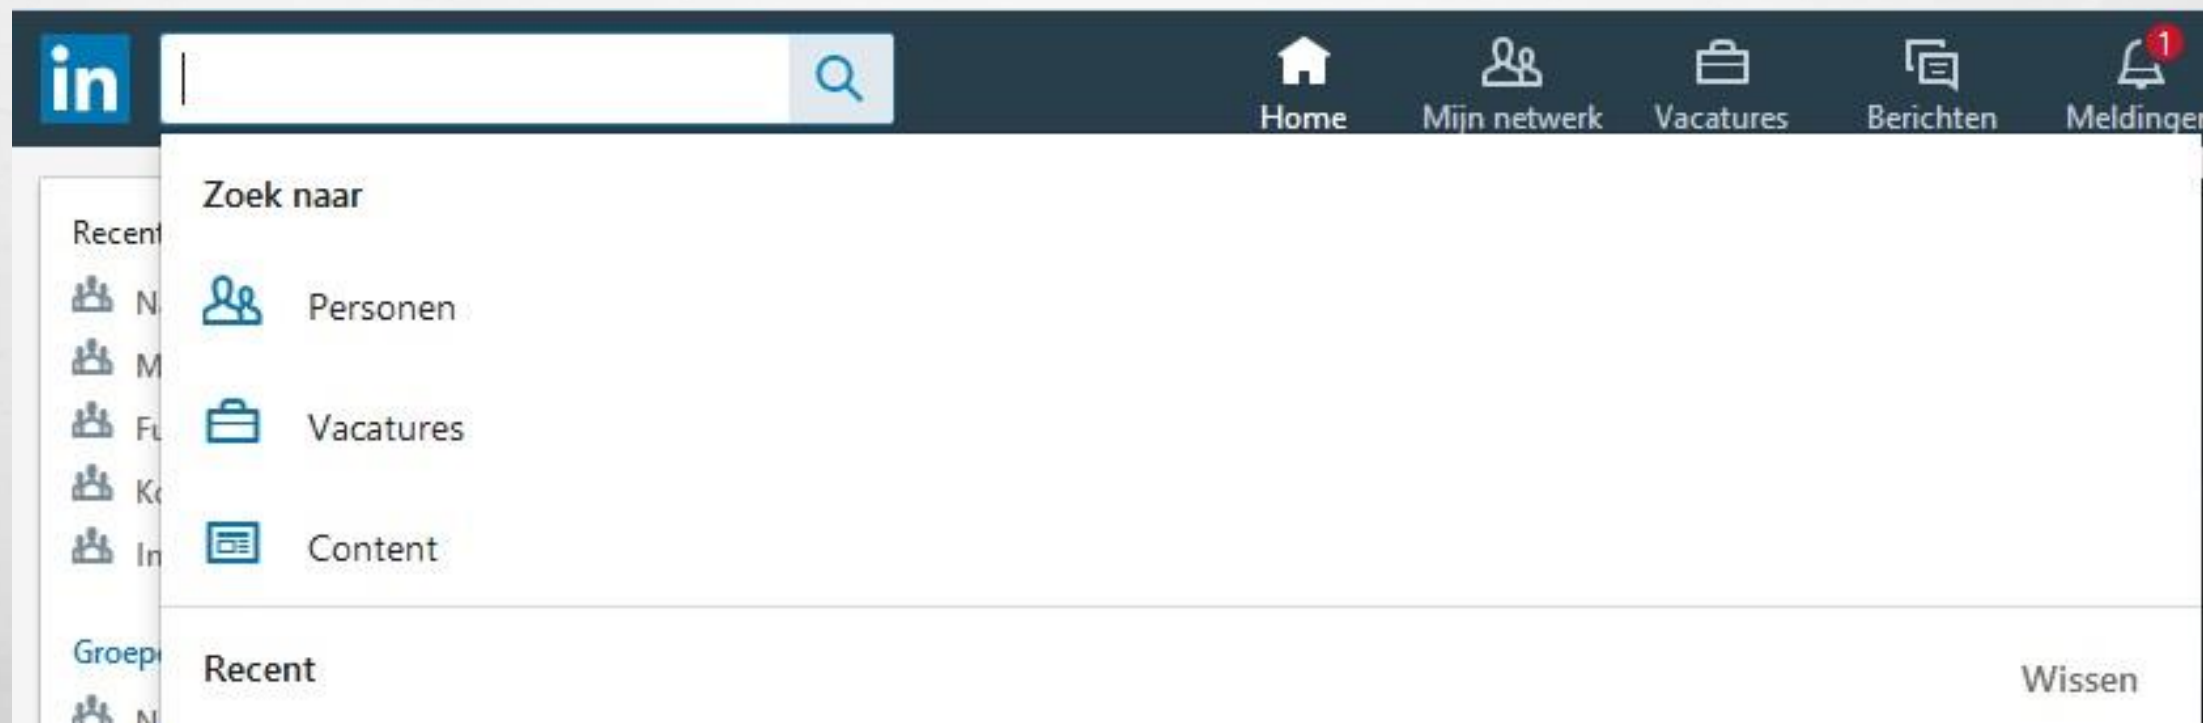 in
1
Home Mijn netwerk Vacatures Berichten
Zoek naar
Personen
Vacatures
Content
Recent Wissen